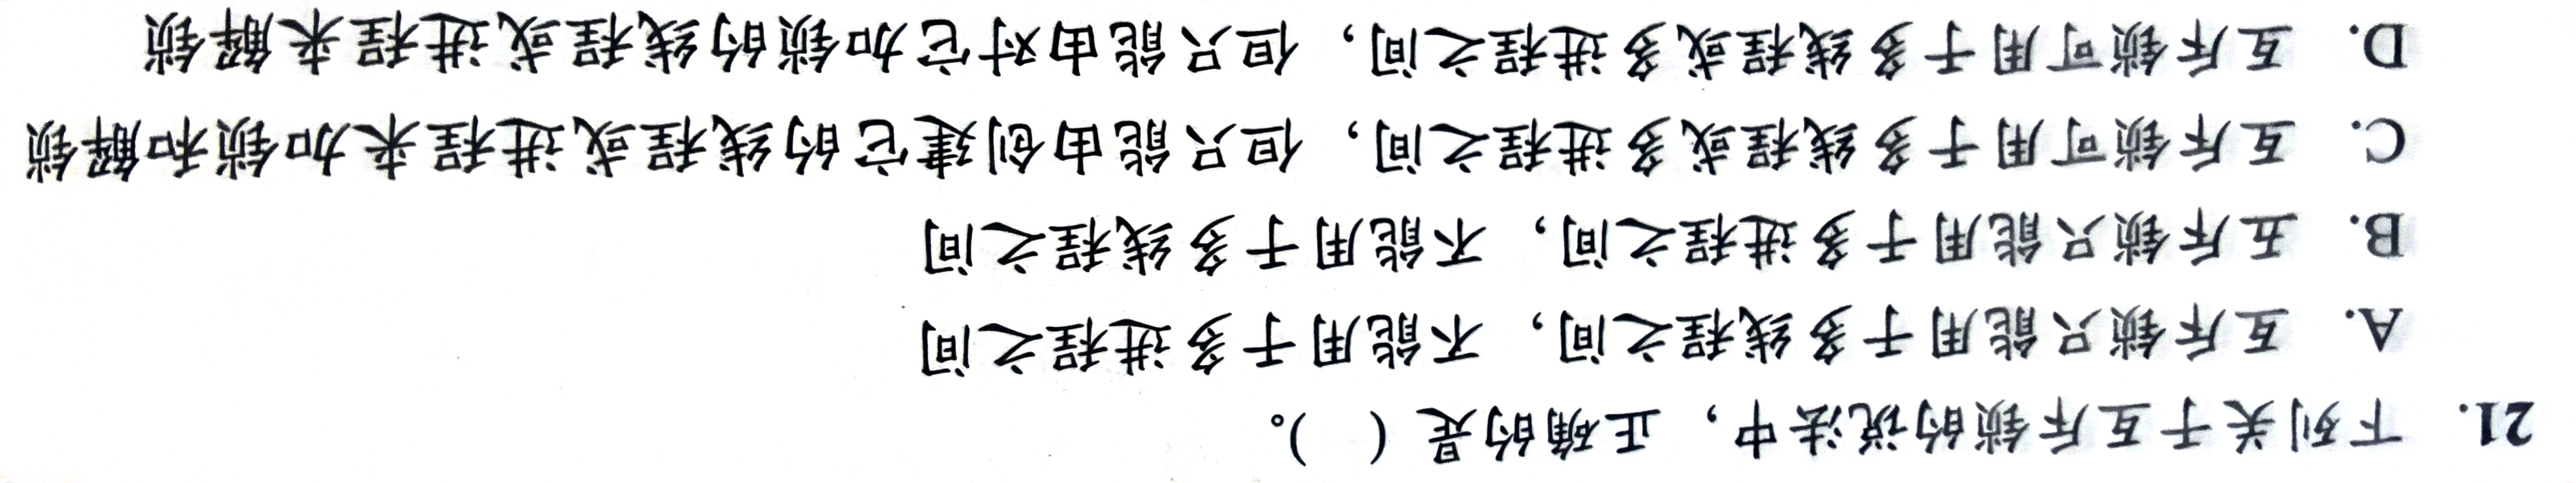 21. 下列关于互斥锁的说法中，正确的是（ ）。
A. 互斥锁只能用于多线程之间，不能用于多进程之间
B. 五斥锁只能用于多进程之间，不能用于多线程之间
C. 互斥锁可用于多线程或多进程之间，但只能由创建它的线程或进程来加锁和解锁
D. 互斥锁可用于多线程或多进程之间，但只能由对它加锁的线程或进程来解锁